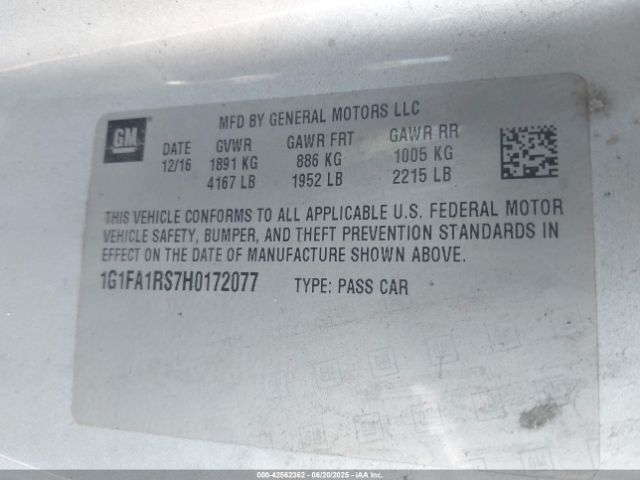 MFD BY GENERAL MOTORS LLC
GM
DATE GVWR GAWR FRT GAWR RR
12/16 1891 KG 886 KG 1005 KG
4167 LB 1952 LB 2215 LB
THIS VEHICLE CONFORMS TO ALL APPLICABLE U.S. FEDERAL MOTOR
VEHICLE SAFETY, BUMPER, AND THEFT PREVENTION STANDARDS IN
EFFECT ON THE DATE OF MANUFACTURE SHOWN ABOVE.
1G1FA1RS7H0172077 TYPE: PASS CAR
000-42562362 - 06/20/2025 - IAAI.COM